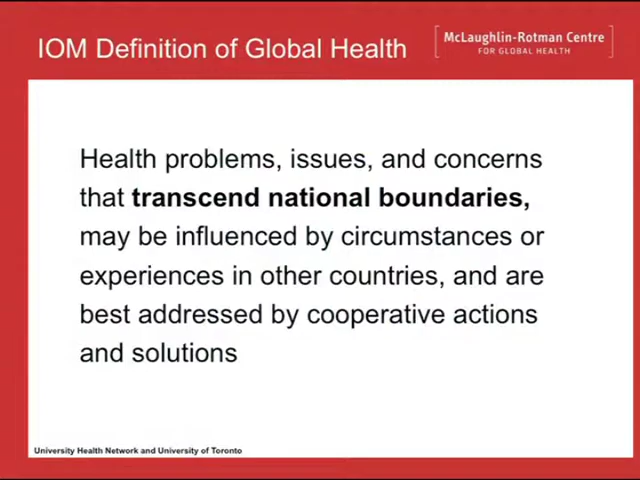 IOM Definition of Global Health
McLaughlin-Rotman Centre
FOR GLOBAL HEALTH
Health problems, issues, and concerns
that transcend national boundaries,
may be influenced by circumstances or
experiences in other countries, and are
best addressed by cooperative actions
and solutions
University Health Network and University of Toronto